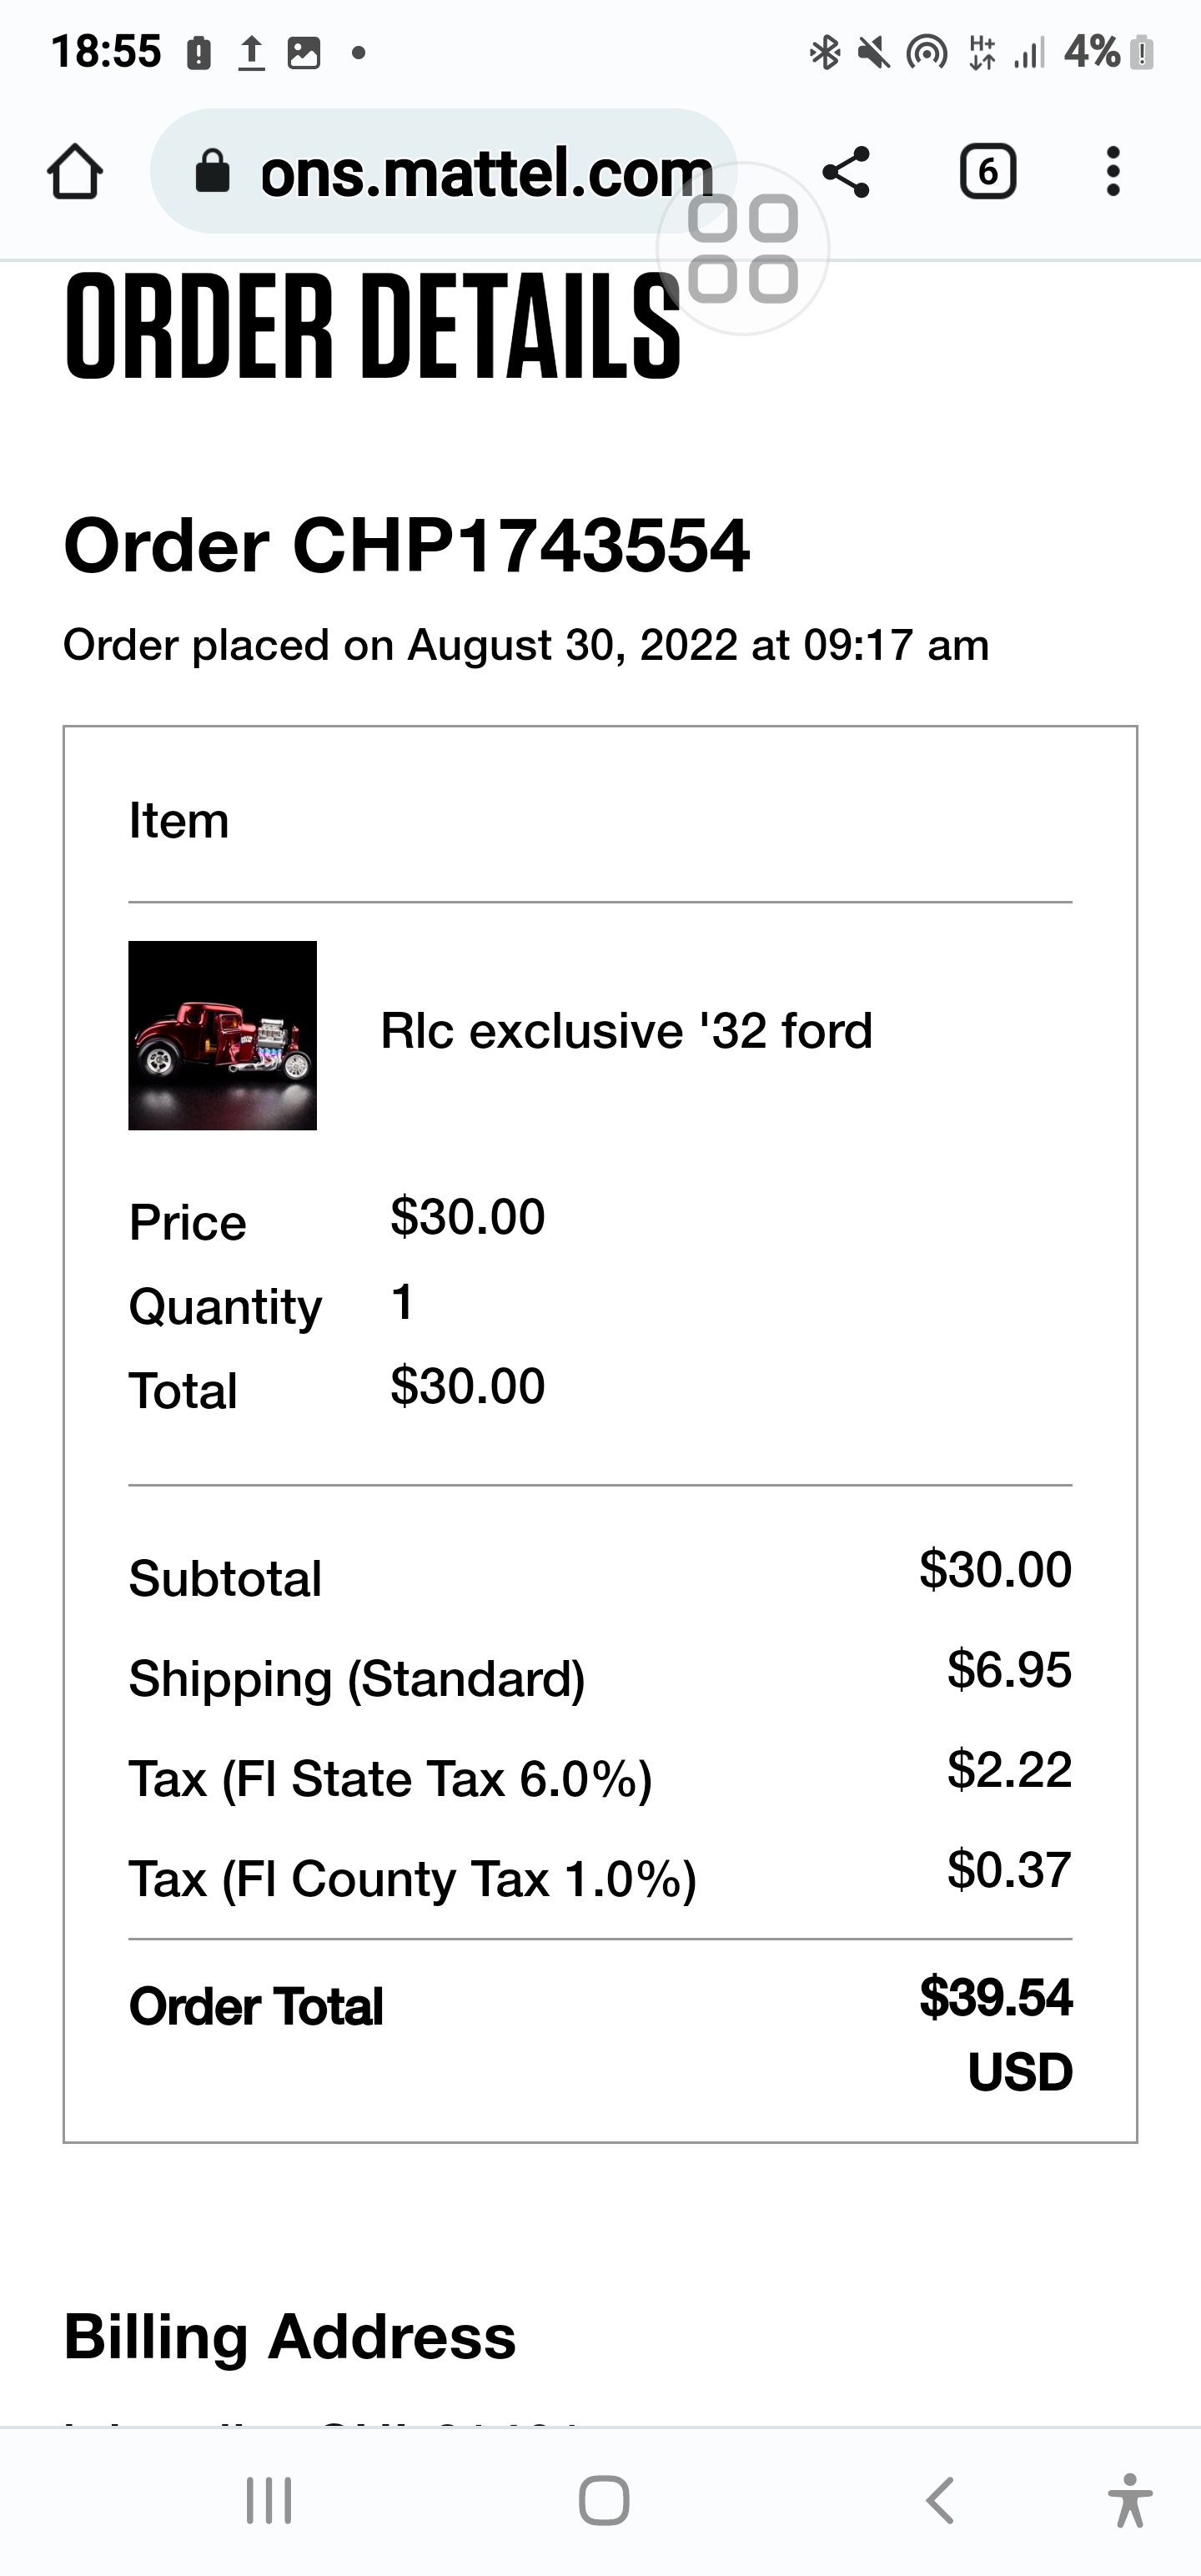 18:55
H+
4%
ons.mattel.com
6
ORDER DETAILS
Order CHP1743554
Order placed on August 30, 2022 at 09:17 am
Item
Rlc exclusive '32 ford
Price $30.00
Quantity 1
Total $30.00
Subtotal $30.00
Shipping (Standard) $6.95
Tax (Fl State Tax 6.0%) $2.22
Tax (Fl County Tax 1.0%) $0.37
Order Total $39.54
USD
Billing Address